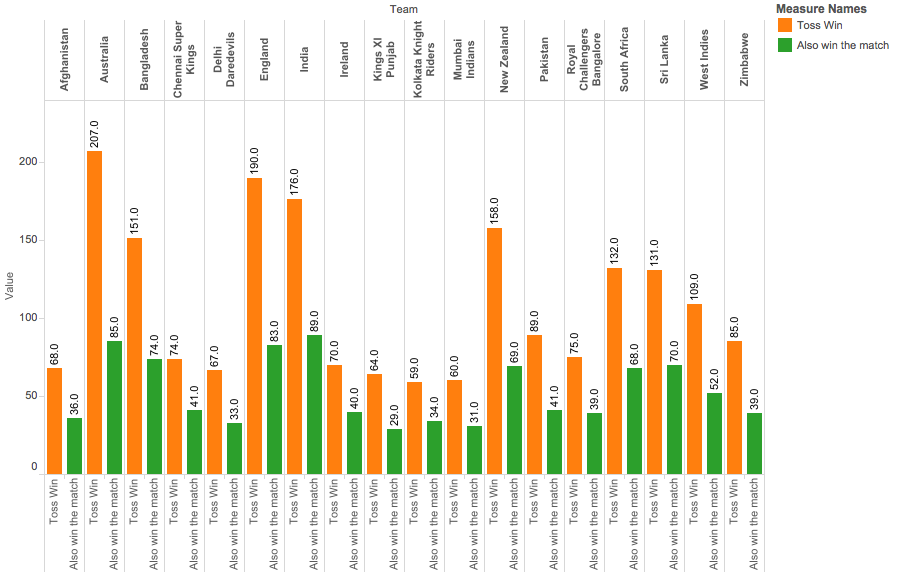 Team
Measure Names
Toss Win
Also win the match
Afghanistan
Australia
Bangladesh
Chennai Super
Kings
Delhi
Daredevils
England
India
Ireland
Kings XI
Punjab
Kolkata Knight
Riders
Mumbai
Indians
New Zealand
Pakistan
Royal
Challengers
Bangalore
South Africa
Sri Lanka
West Indies
Zimbabwe
Value
200
150
100
50
0
68.0
36.0
207.0
85.0
151.0
74.0
74.0
41.0
67.0
33.0
190.0
83.0
176.0
89.0
70.0
40.0
64.0
29.0
59.0
34.0
60.0
31.0
158.0
69.0
89.0
41.0
75.0
39.0
132.0
68.0
131.0
70.0
109.0
52.0
85.0
39.0
Toss Win
Also win the match
Toss Win
Also win the match
Toss Win
Also win the match
Toss Win
Also win the match
Toss Win
Also win the match
Toss Win
Also win the match
Toss Win
Also win the match
Toss Win
Also win the match
Toss Win
Also win the match
Toss Win
Also win the match
Toss Win
Also win the match
Toss Win
Also win the match
Toss Win
Also win the match
Toss Win
Also win the match
Toss Win
Also win the match
Toss Win
Also win the match
Toss Win
Also win the match
Toss Win
Also win the match